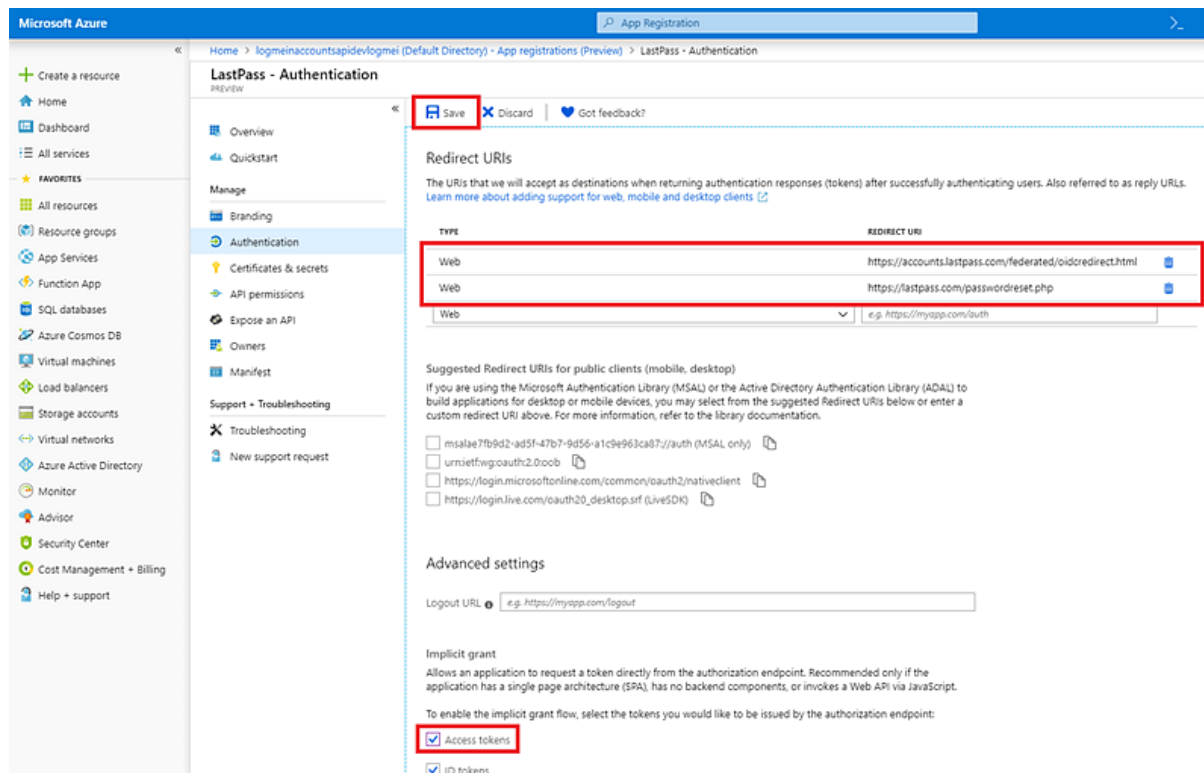 Microsoft Azure
App Registration
Home > logmeinaccountsapidevlogmei (Default Directory) - App registrations (Preview) > LastPass - Authentication
Create a resource
Home
Dashboard
All services
FAVORITES
All resources
Resource groups
App Services
Function App
SQL databases
Azure Cosmos DB
Virtual machines
Load balancers
Storage accounts
Virtual networks
Azure Active Directory
Monitor
Advisor
Security Center
Cost Management + Billing
Help + support
LastPass - Authentication
PREVIEW
Overview
Quickstart
Manage
Branding
Authentication
Certificates & secrets
API permissions
Expose an API
Owners
Manifest
Support + Troubleshooting
Troubleshooting
New support request
Save Discard Got feedback?
Redirect URIs
The URIs that we will accept as destinations when returning authentication responses (tokens) after successfully authenticating users. Also referred to as reply URLs.
Learn more about adding support for web, mobile and desktop clients
TYPE REDIRECT URI
Web https://accounts.lastpass.com/federated/oidcredirect.html
Web https://lastpass.com/passwordreset.php
Web e.g. https://myapp.com/auth
Suggested Redirect URIs for public clients (mobile, desktop)
If you are using the Microsoft Authentication Library (MSAL) or the Active Directory Authentication Library (ADAL) to
build applications for desktop or mobile devices, you may select from the suggested Redirect URIs below or enter a
custom redirect URI above. For more information, refer to the library documentation.
msalae7fb9d2-ad5f-47b7-9d56-a1c9e963ca87://auth (MSAL only)
urn:ietf:wg:oauth:2.0:oob
https://login.microsoftonline.com/common/oauth2/nativeclient
https://login.live.com/oauth20_desktop.srf (LiveSDK)
Advanced settings
Logout URL e.g. https://myapp.com/logout
Implicit grant
Allows an application to request a token directly from the authorization endpoint. Recommended only if the
application has a single page architecture (SPA), has no backend components, or invokes a Web API via JavaScript.
To enable the implicit grant flow, select the tokens you would like to be issued by the authorization endpoint:
Access tokens
ID tokens